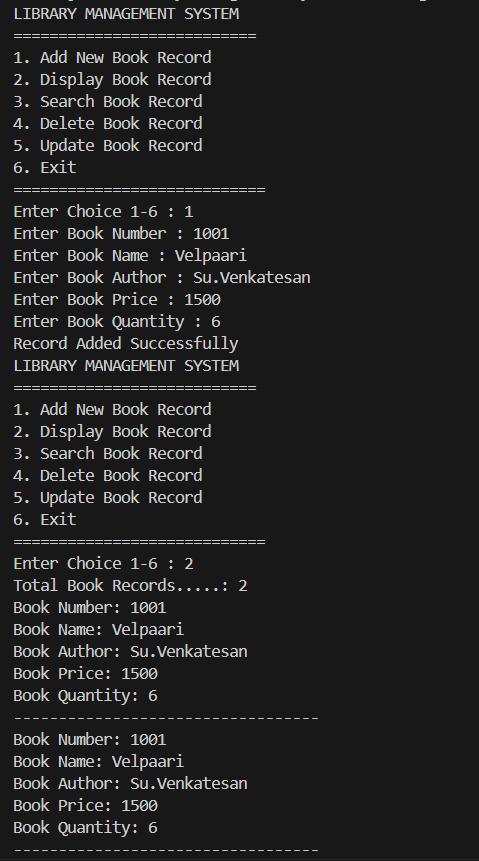 LIBRARY MANAGEMENT SYSTEM
===========================
1. Add New Book Record
2. Display Book Record
3. Search Book Record
4. Delete Book Record
5. Update Book Record
6. Exit
============================
Enter Choice 1-6 : 1
Enter Book Number : 1001
Enter Book Name : Velpaari
Enter Book Author : Su.Venkatesan
Enter Book Price : 1500
Enter Book Quantity : 6
Record Added Successfully
LIBRARY MANAGEMENT SYSTEM
===========================
1. Add New Book Record
2. Display Book Record
3. Search Book Record
4. Delete Book Record
5. Update Book Record
6. Exit
============================
Enter Choice 1-6 : 2
Total Book Records.....: 2
Book Number: 1001
Book Name: Velpaari
Book Author: Su.Venkatesan
Book Price: 1500
Book Quantity: 6
----------------------------------
Book Number: 1001
Book Name: Velpaari
Book Author: Su.Venkatesan
Book Price: 1500
Book Quantity: 6
----------------------------------